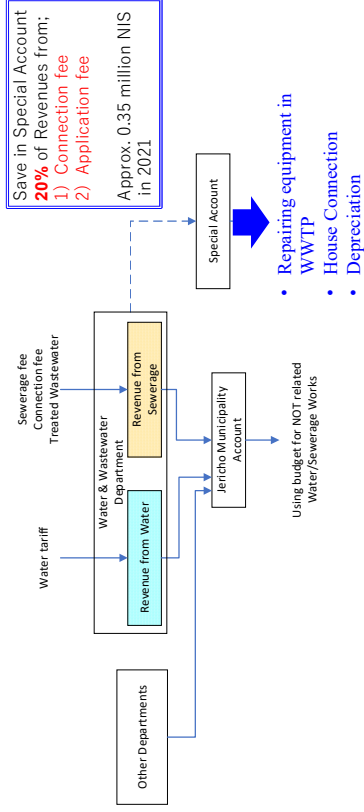 Save in Special Account
20% of Revenues from;
1) Connection fee
2) Application fee
Approx. 0.35 million NIS
in 2021
Sewerage fee
Connection fee
Treated Wastewater
Water tariff
Water & Wastewater
Department
Revenue from
Sewerage
Revenue from Water
Other Departments
Jericho Municipality
Account
Special Account
Using budget for NOT related
Water/Sewerage Works
• Repairing equipment in
WWTP
• House Connection
• Depreciation